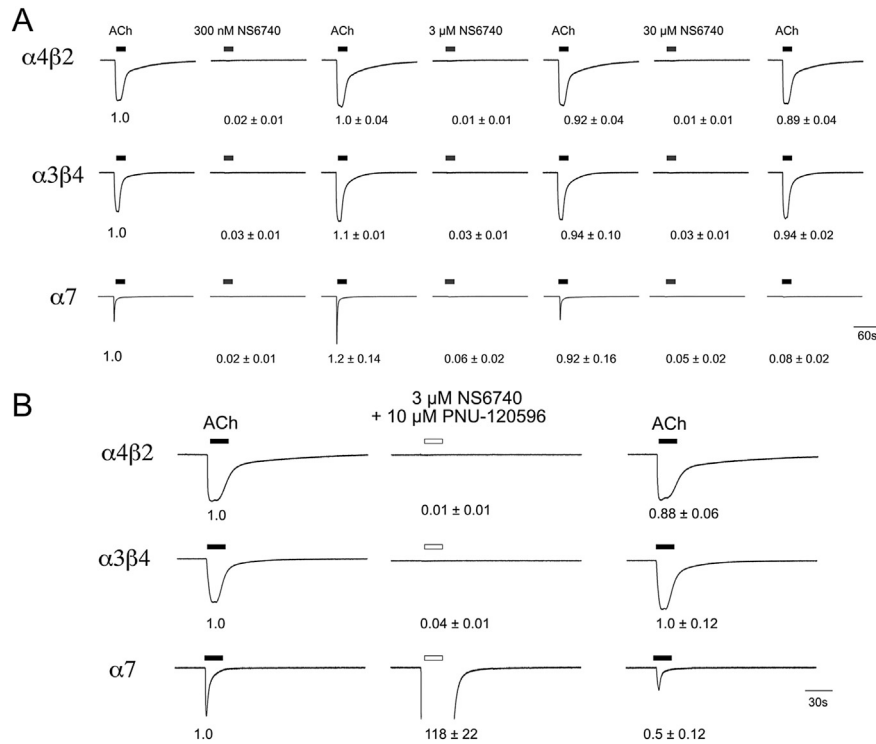 A
ACh 300 nM NS6740 ACh 3 µM NS6740 ACh 30 µM NS6740 ACh
α4β2
1.0 0.02 ± 0.01 1.0 ± 0.04 0.01 ± 0.01 0.92 ± 0.04 0.01 ± 0.01 0.89 ± 0.04
α3β4
1.0 0.03 ± 0.01 1.1 ± 0.01 0.03 ± 0.01 0.94 ± 0.10 0.03 ± 0.01 0.94 ± 0.02
α7
60s
1.0 0.02 ± 0.01 1.2 ± 0.14 0.06 ± 0.02 0.92 ± 0.16 0.05 ± 0.02 0.08 ± 0.02
B
3 µM NS6740
+ 10 µM PNU-120596
ACh ACh
α4β2
1.0 0.01 ± 0.01 0.88 ± 0.06
α3β4
1.0 0.04 ± 0.01 1.0 ± 0.12
α7
30s
1.0 118 ± 22 0.5 ± 0.12